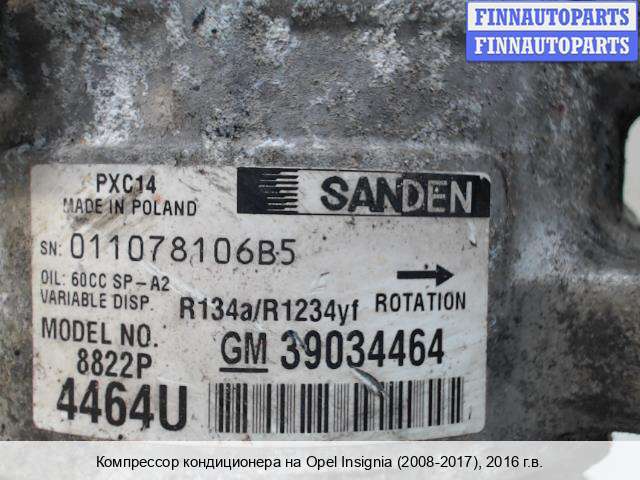 FINNAUTOPARTS
FINNAUTOPARTS
PXC14
MADE IN POLAND
SANDEN
SN: 011078106B5
OIL: 60CC SP-A2
VARIABLE DISP.
R134a/R1234yf
ROTATION
MODEL NO.
8822P
GM 39034464
4464U
Компрессор кондиционера на Opel Insignia (2008-2017), 2016 г.в.